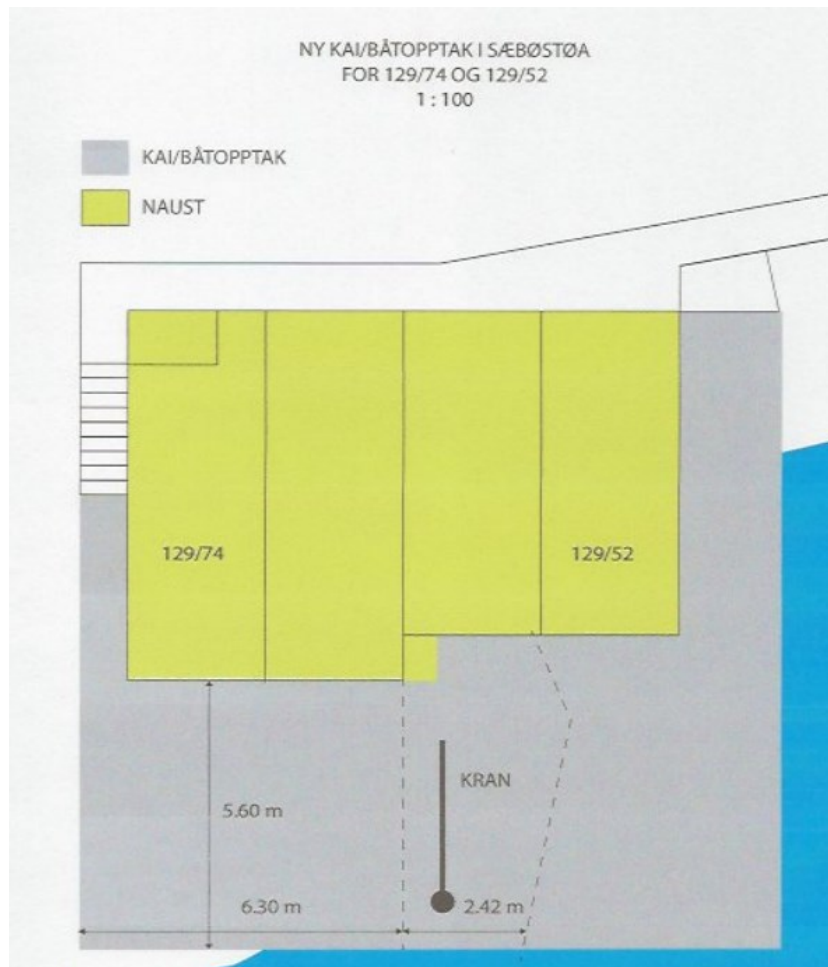 NY KAI/BÅTOPPTAK I SÆBØSTØA
FOR 129/74 OG 129/52
1 : 100
KAI/BÅTOPPTAK
NAUST
129/74
129/52
KRAN
5.60 m
6.30 m
2.42 m